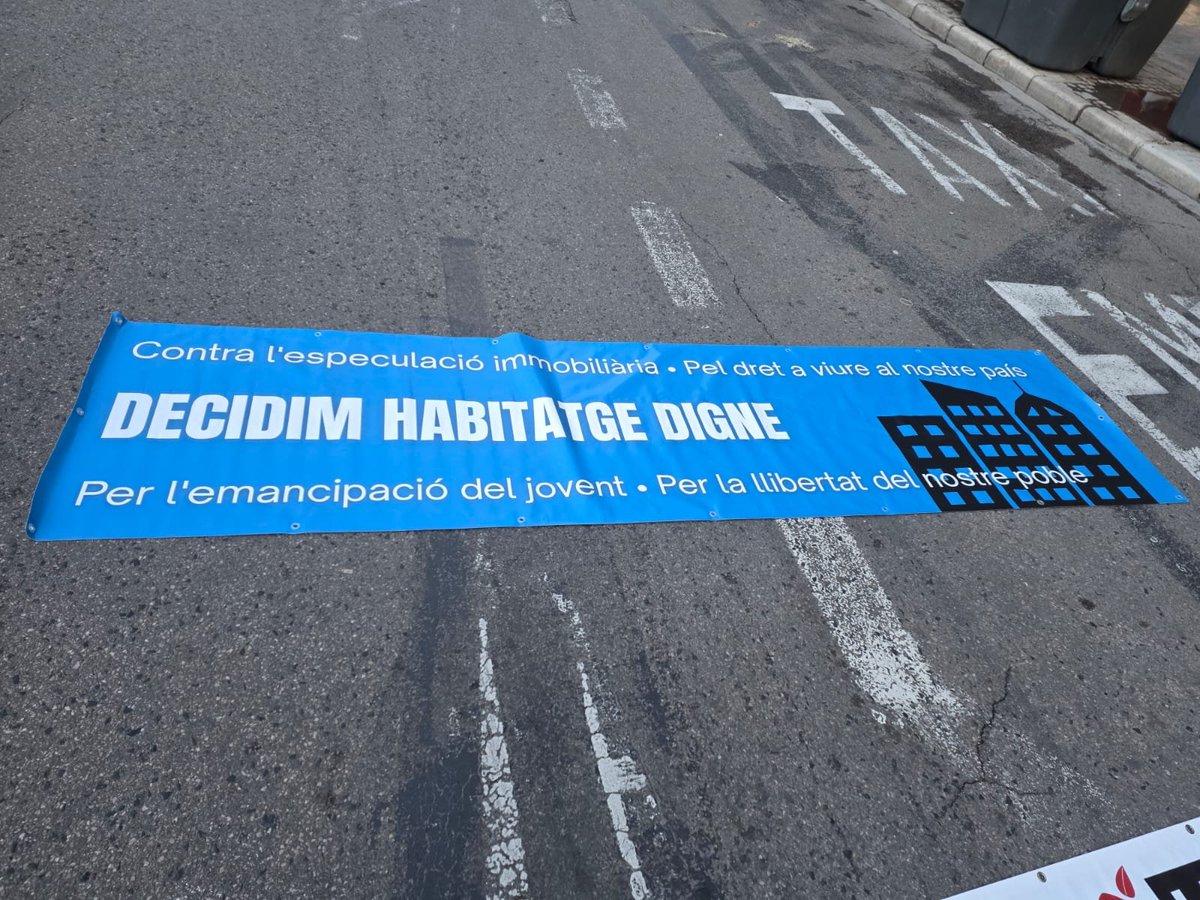 TAXI
Contra l'especulació immobiliària • Pel dret a viure al nostre país
DECIDIM HABITATGE DIGNE
Per l'emancipació del jovent • Per la llibertat del nostre poble